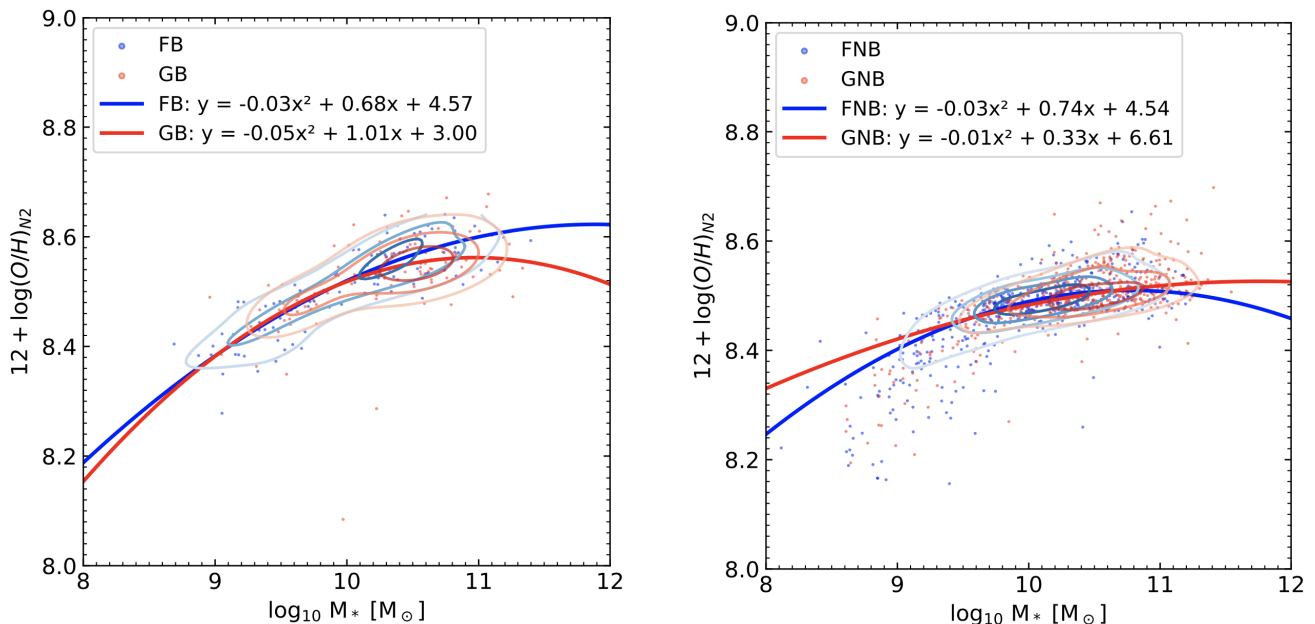 9.0
8.8
8.6
8.4
8.2
8.0
12 + log(O/H)N2
FB
GB
FB: y = -0.03x² + 0.68x + 4.57
GB: y = -0.05x² + 1.01x + 3.00
8 9 10 11 12
log10 M* [M⊙]
9.0
8.8
8.6
8.4
8.2
8.0
12 + log(O/H)N2
FNB
GNB
FNB: y = -0.03x² + 0.74x + 4.54
GNB: y = -0.01x² + 0.33x + 6.61
8 9 10 11 12
log10 M* [M⊙]